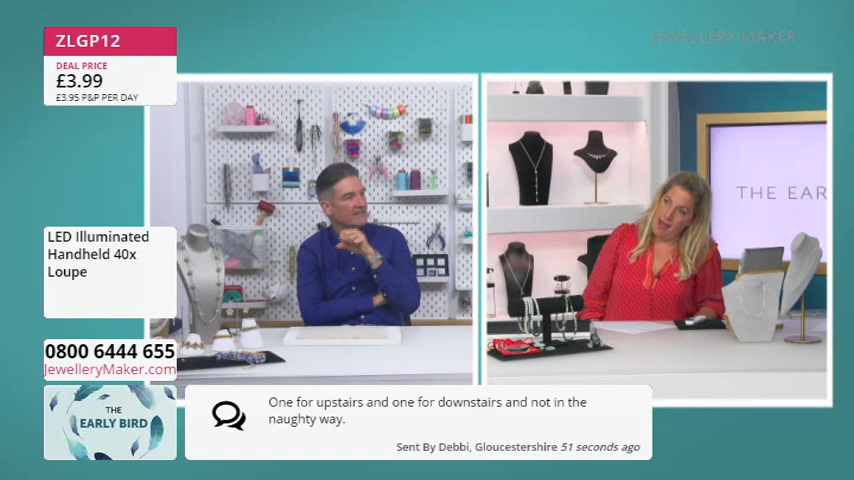 ZLGP12
JEWELLERY MAKER
DEAL PRICE
£3.99
£3.95 P&P PER DAY
THE EAR
LED Illuminated
Handheld 40x
Loupe
0800 6444 655
JewelleryMaker.com
THE
EARLY BIRD
One for upstairs and one for downstairs and not in the
naughty way.
Sent By Debbi, Gloucestershire 51 seconds ago